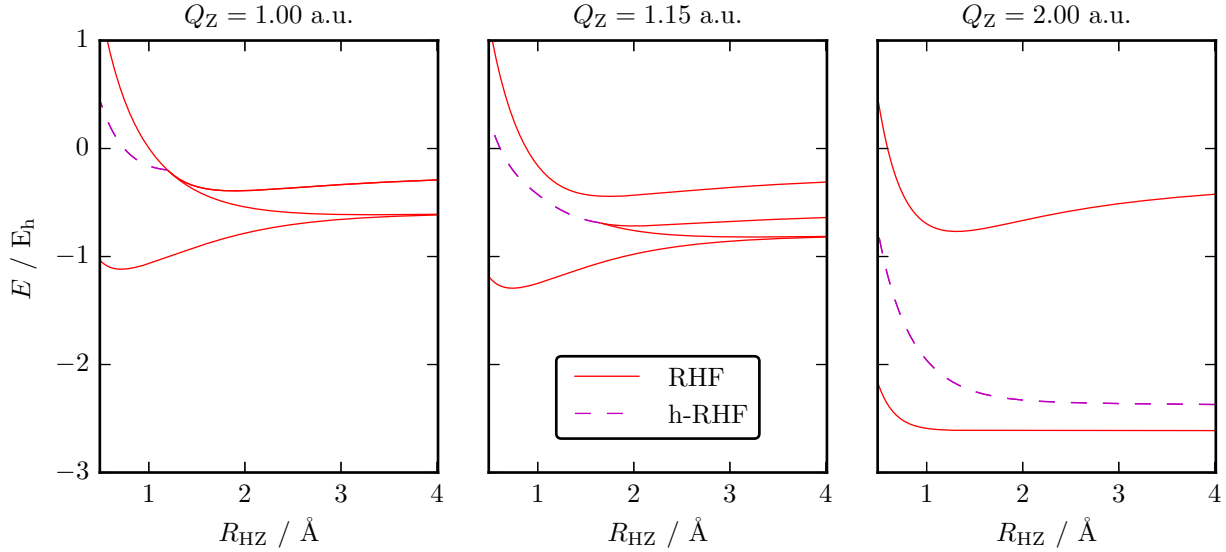 Q_Z = 1.00 a.u.
Q_Z = 1.15 a.u.
Q_Z = 2.00 a.u.
E / E_h
1
0
−1
−2
−3
RHF
h-RHF
1 2 3 4
1 2 3 4
1 2 3 4
R_HZ / Å
R_HZ / Å
R_HZ / Å